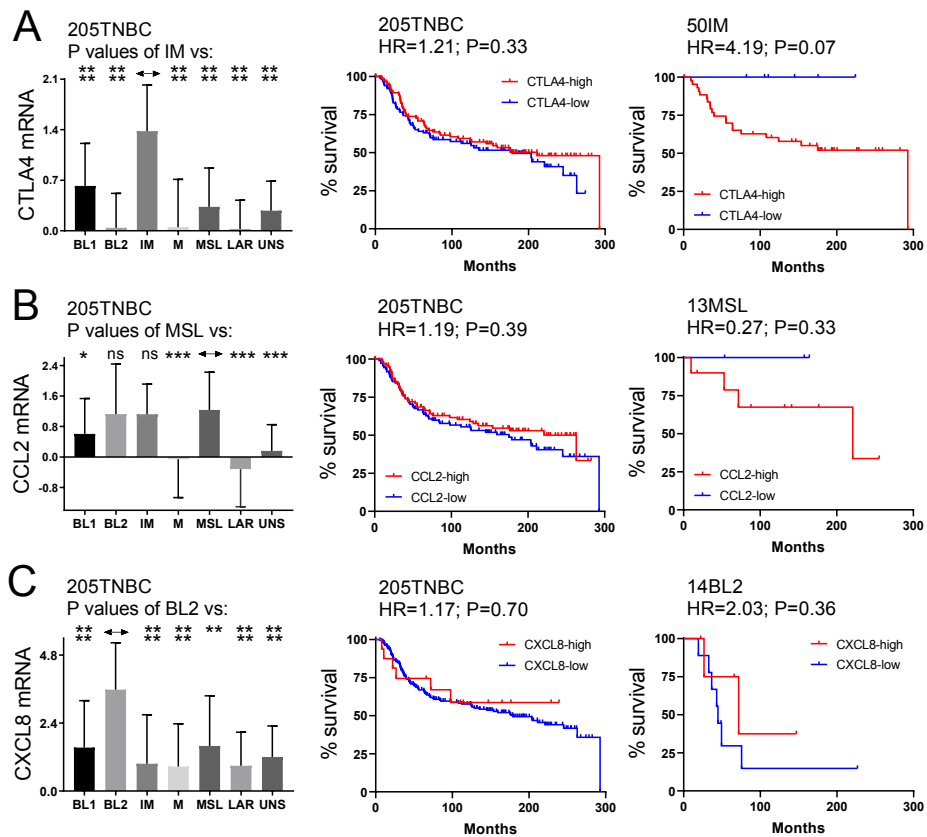 A
205TNBC
P values of IM vs:
** ** ** ** ** **
** ** ** ** ** **
CTLA4 mRNA
2.1
1.4
0.7
0.0
BL1 BL2 IM M MSL LAR UNS
205TNBC
HR=1.21; P=0.33
% survival
100
75
50
25
0
CTLA4-high
CTLA4-low
0 100 200 300
Months
50IM
HR=4.19; P=0.07
% survival
100
75
50
25
0
CTLA4-high
CTLA4-low
0 100 200 300
Months
B
205TNBC
P values of MSL vs:
* ns ns *** *** ***
CCL2 mRNA
2.4
1.6
0.8
0.0
-0.8
BL1 BL2 IM M MSL LAR UNS
205TNBC
HR=1.19; P=0.39
% survival
100
75
50
25
0
CCL2-high
CCL2-low
0 100 200 300
Months
13MSL
HR=0.27; P=0.33
% survival
100
75
50
25
0
CCL2-high
CCL2-low
0 100 200 300
Months
C
205TNBC
P values of BL2 vs:
** ** ** ** ** **
** ** ** ** **
CXCL8 mRNA
4.8
2.4
0.0
BL1 BL2 IM M MSL LAR UNS
205TNBC
HR=1.17; P=0.70
% survival
100
75
50
25
0
CXCL8-high
CXCL8-low
0 100 200 300
Months
14BL2
HR=2.03; P=0.36
% survival
100
75
50
25
0
CXCL8-high
CXCL8-low
0 100 200 300
Months